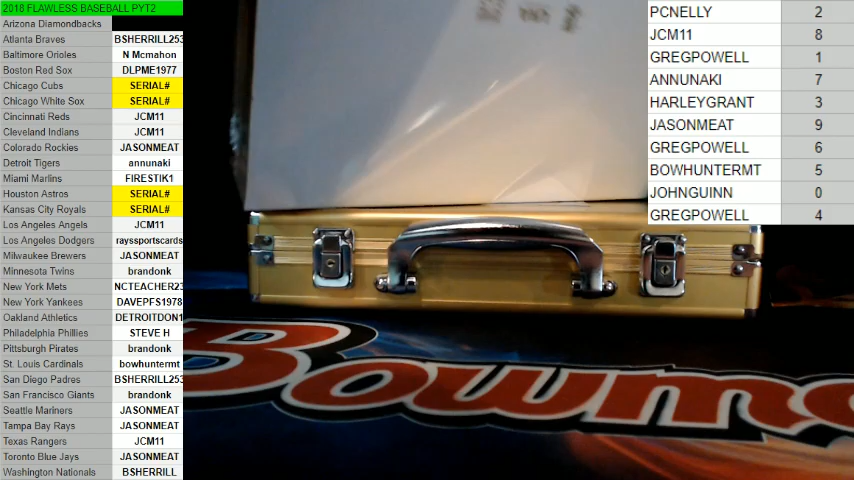 2018 FLAWLESS BASEBALL PYT2
Arizona Diamondbacks
Atlanta Braves BSHERRILL253
Baltimore Orioles N Mcmahon
Boston Red Sox DLPME1977
Chicago Cubs SERIAL#
Chicago White Sox SERIAL#
Cincinnati Reds JCM11
Cleveland Indians JCM11
Colorado Rockies JASONMEAT
Detroit Tigers annunaki
Miami Marlins FIRESTIK1
Houston Astros SERIAL#
Kansas City Royals SERIAL#
Los Angeles Angels JCM11
Los Angeles Dodgers rayssportscards
Milwaukee Brewers JASONMEAT
Minnesota Twins brandonk
New York Mets NCTEACHER23
New York Yankees DAVEPFS1978
Oakland Athletics DETROITDON1
Philadelphia Phillies STEVE H
Pittsburgh Pirates brandonk
St. Louis Cardinals bowhuntermt
San Diego Padres BSHERRILL253
San Francisco Giants brandonk
Seattle Mariners JASONMEAT
Tampa Bay Rays JASONMEAT
Texas Rangers JCM11
Toronto Blue Jays JASONMEAT
Washington Nationals BSHERRILL
PCNELLY 2
JCM11 8
GREGPOWELL 1
ANNUNAKI 7
HARLEYGRANT 3
JASONMEAT 9
GREGPOWELL 6
BOWHUNTERMT 5
JOHNGUINN 0
GREGPOWELL 4
Bowma